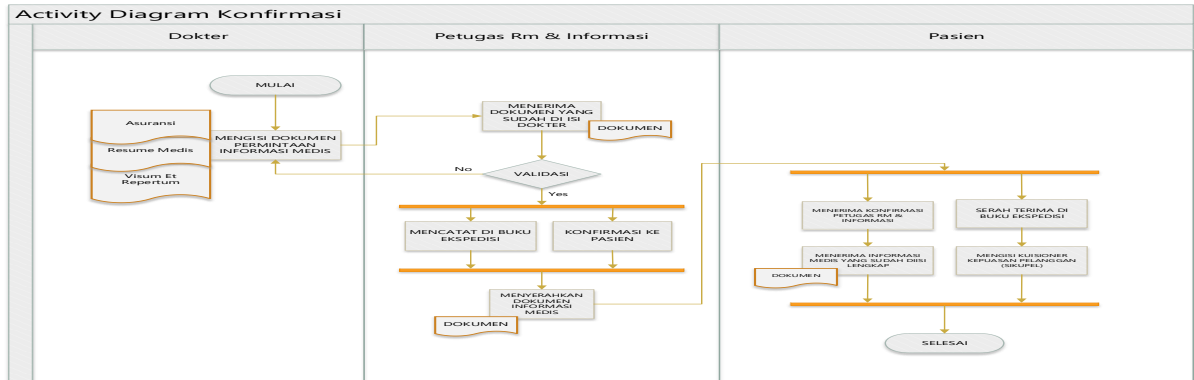 Activity Diagram Konfirmasi
Dokter
Petugas Rm & Informasi
Pasien
MULAI
Asuransi
Resume Medis
Visum Et
Repertum
MENGISI DOKUMEN
PERMINTAAN
INFORMASI MEDIS
MENERIMA
DOKUMEN YANG
SUDAH DI ISI
DOKTER
DOKUMEN
No
VALIDASI
Yes
MENCATAT DI BUKU
EKSPEDISI
KONFIRMASI KE
PASIEN
MENYERAHKAN
DOKUMEN
INFORMASI
MEDIS
DOKUMEN
MENERIMA KONFIRMASI
PETUGAS RM &
INFORMASI
SERAH TERIMA DI
BUKU EKSPEDISI
MENERIMA INFORMASI
MEDIS YANG SUDAH DIISI
LENGKAP
DOKUMEN
MENGISI KUISIONER
KEPUASAN PELANGGAN
(SIKUPEL)
SELESAI